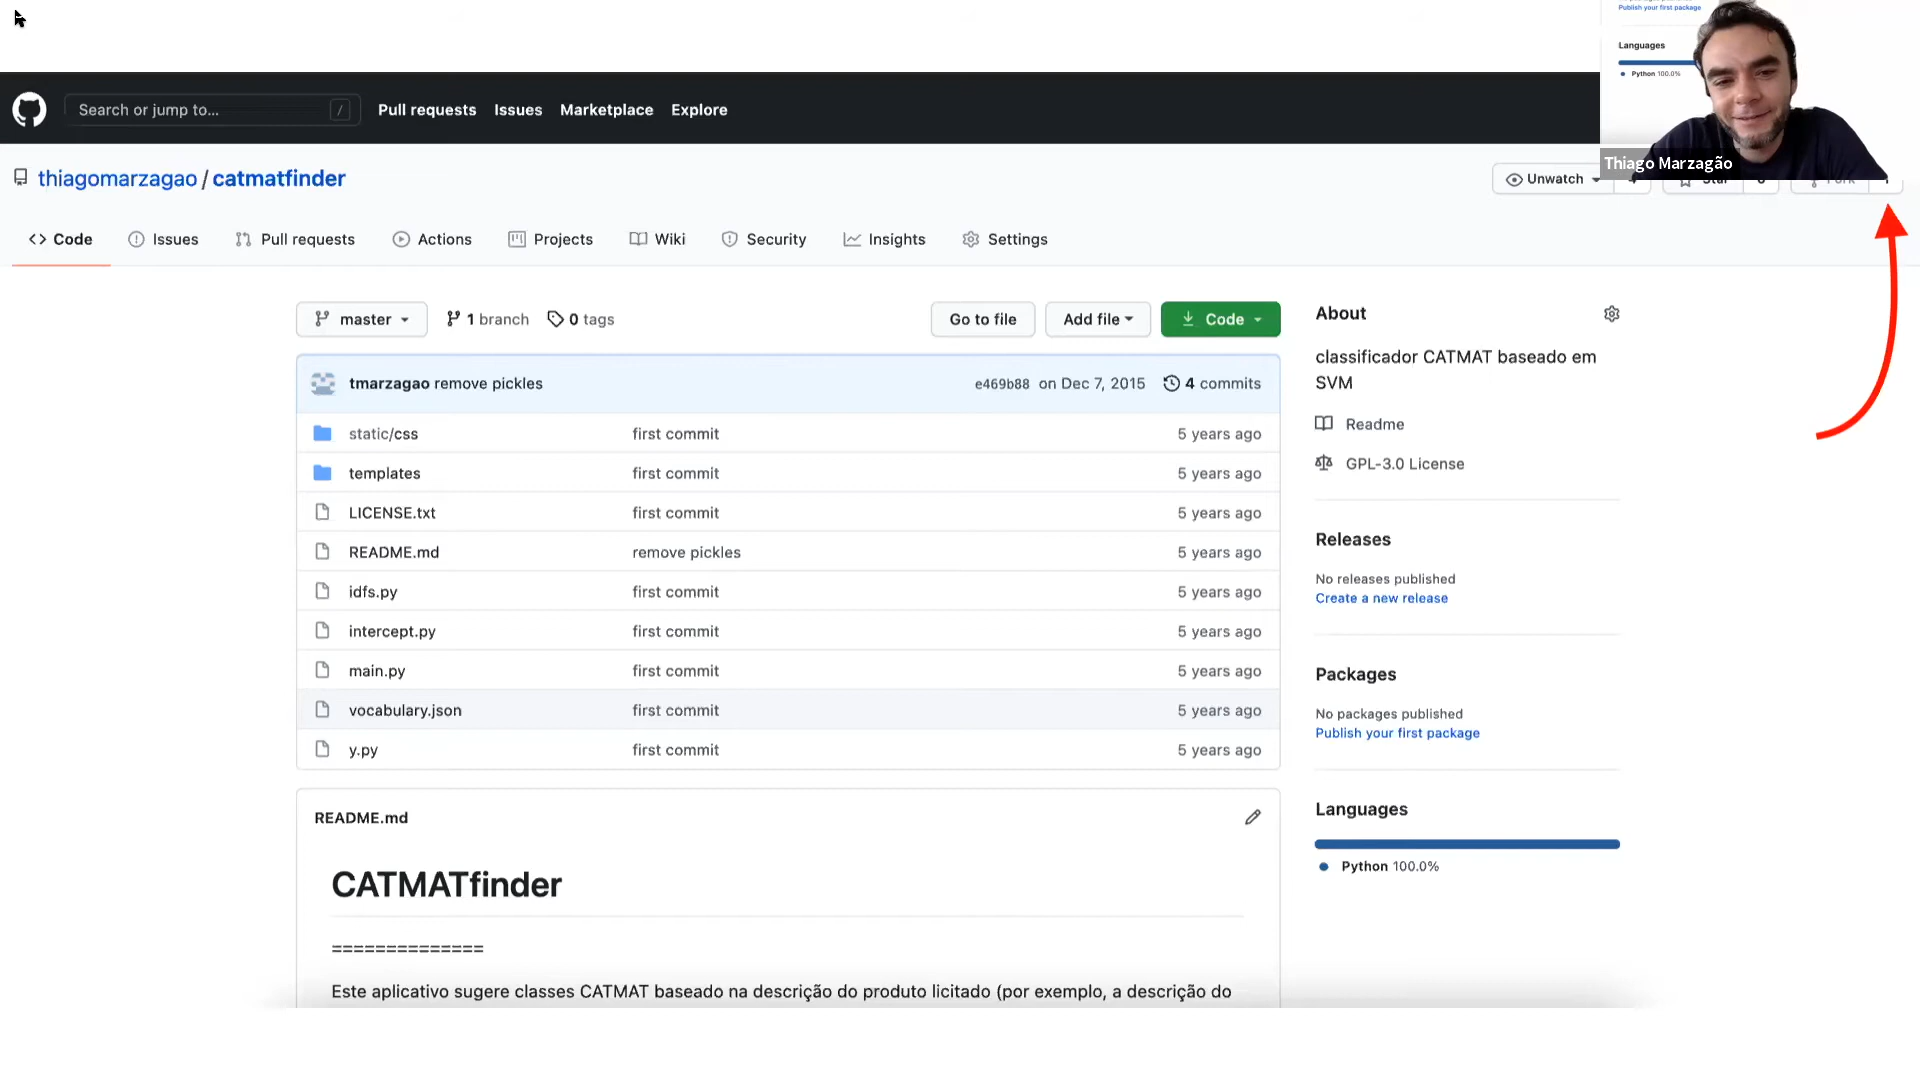 Publish your first package
Languages
Python 100.0%
Thiago Marzagão
Search or jump to... /
Pull requests Issues Marketplace Explore
thiagomarzagao / catmatfinder
Unwatch
Star
Fork
Code Issues Pull requests Actions Projects Wiki Security Insights Settings
master 1 branch 0 tags Go to file Add file Code
tmarzagao remove pickles e469b88 on Dec 7, 2015 4 commits
static/css first commit 5 years ago
templates first commit 5 years ago
LICENSE.txt first commit 5 years ago
README.md remove pickles 5 years ago
idfs.py first commit 5 years ago
intercept.py first commit 5 years ago
main.py first commit 5 years ago
vocabulary.json first commit 5 years ago
y.py first commit 5 years ago
README.md
CATMATfinder
==============
Este aplicativo sugere classes CATMAT baseado na descrição do produto licitado (por exemplo, a descrição do
About
classificador CATMAT baseado em
SVM
Readme
GPL-3.0 License
Releases
No releases published
Create a new release
Packages
No packages published
Publish your first package
Languages
Python 100.0%